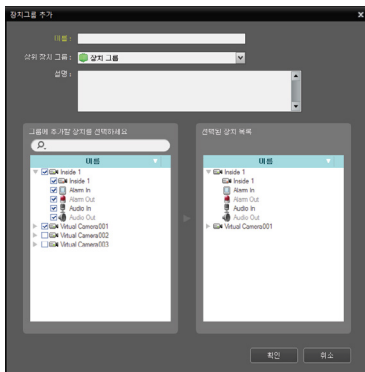 장치그룹 추가
이름 :
상위 장치 그룹 : 장치 그룹
설명 :
그룹에 추가할 장치를 선택하세요
이름
Inside 1
Inside 1
Alarm In
Alarm Out
Audio In
Audio Out
Virtual Camera001
Virtual Camera002
Virtual Camera003
선택된 장치 목록
이름
Inside 1
Inside 1
Alarm In
Alarm Out
Audio In
Audio Out
Virtual Camera001
확인
취소